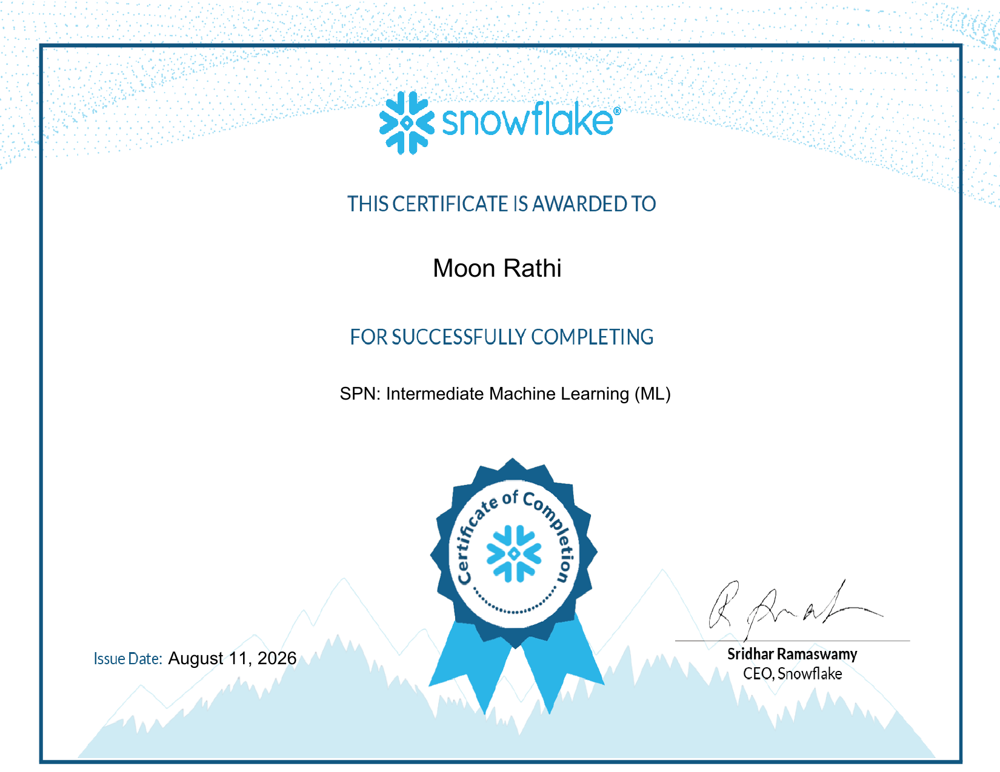 snowflake®
THIS CERTIFICATE IS AWARDED TO
Moon Rathi
FOR SUCCESSFULLY COMPLETING
SPN: Intermediate Machine Learning (ML)
Certificate of Completion
Issue Date: August 11, 2026
Sridhar Ramaswamy
CEO, Snowflake